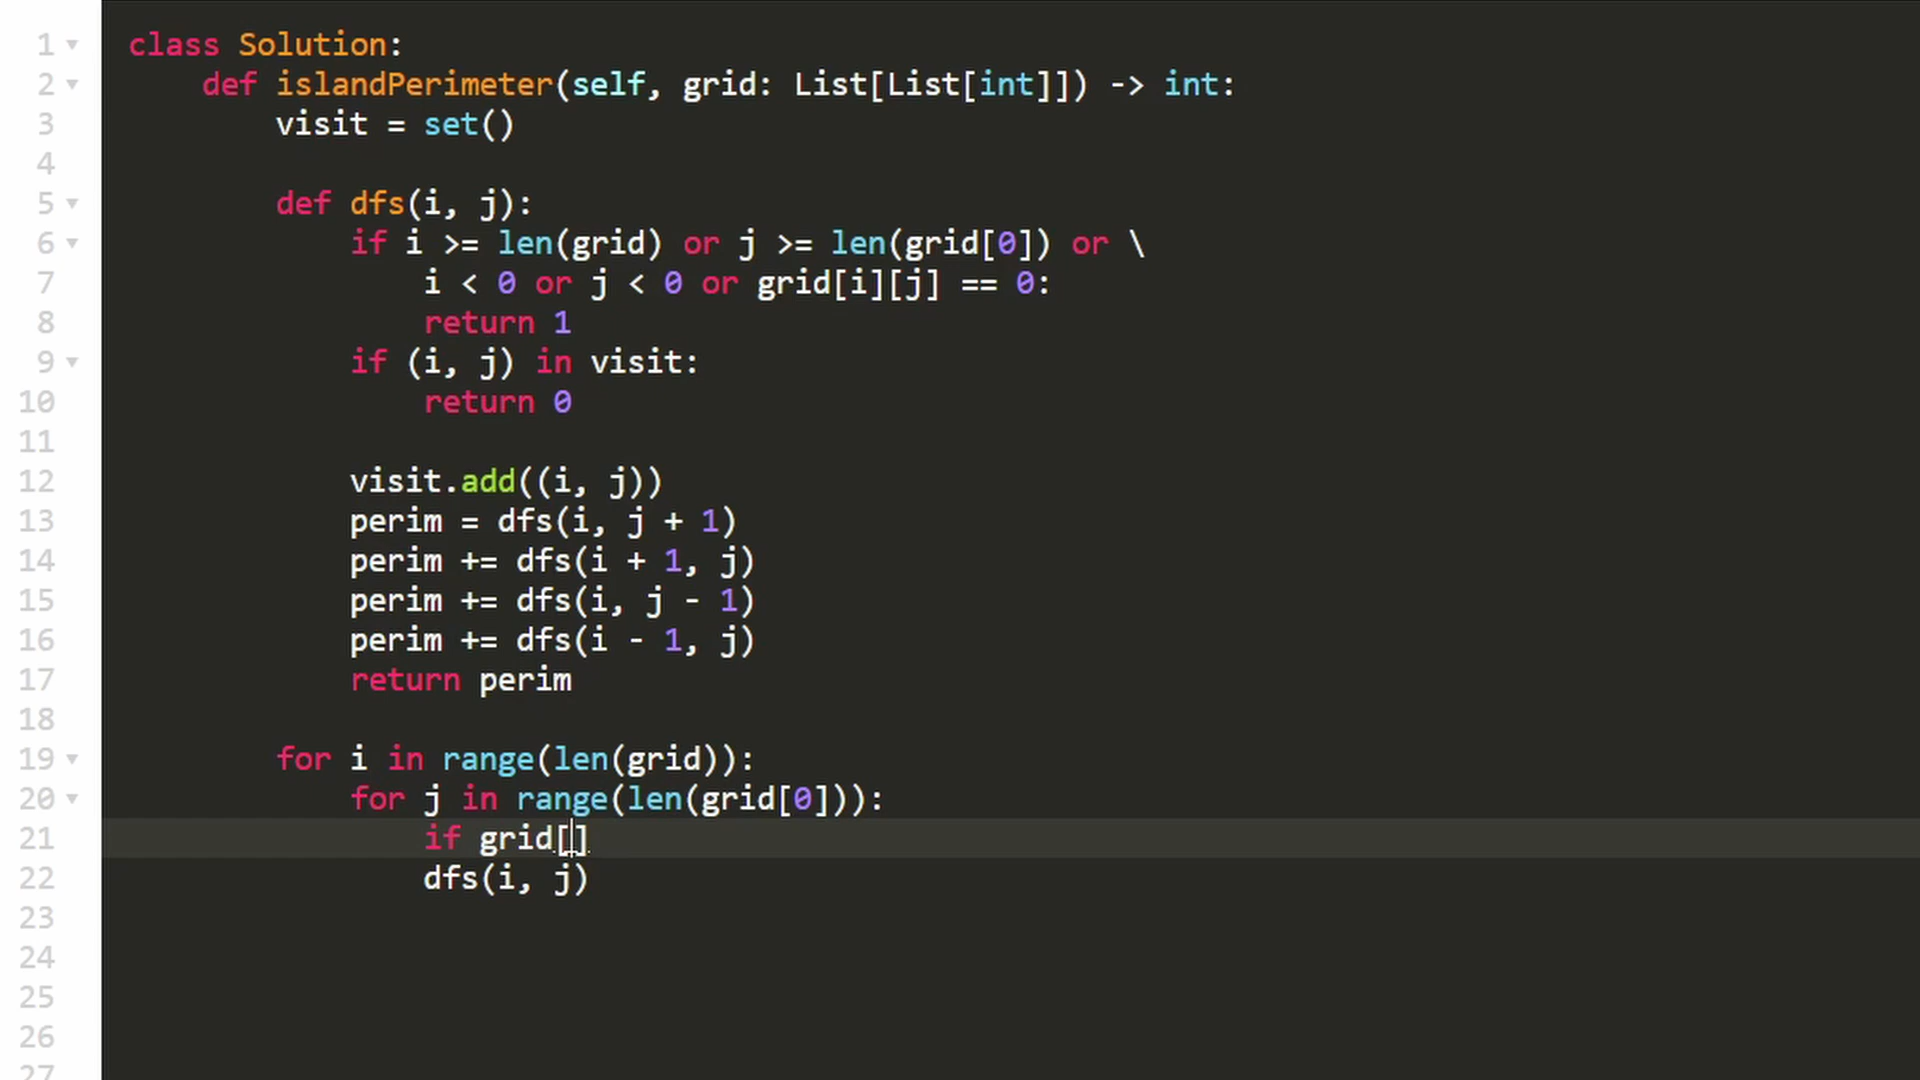 1 class Solution:
2 def islandPerimeter(self, grid: List[List[int]]) -> int:
3 visit = set()
4
5 def dfs(i, j):
6 if i >= len(grid) or j >= len(grid[0]) or \
7 i < 0 or j < 0 or grid[i][j] == 0:
8 return 1
9 if (i, j) in visit:
10 return 0
11
12 visit.add((i, j))
13 perim = dfs(i, j + 1)
14 perim += dfs(i + 1, j)
15 perim += dfs(i, j - 1)
16 perim += dfs(i - 1, j)
17 return perim
18
19 for i in range(len(grid)):
20 for j in range(len(grid[0])):
21 if grid[]
22 dfs(i, j)
23
24
25
26
27